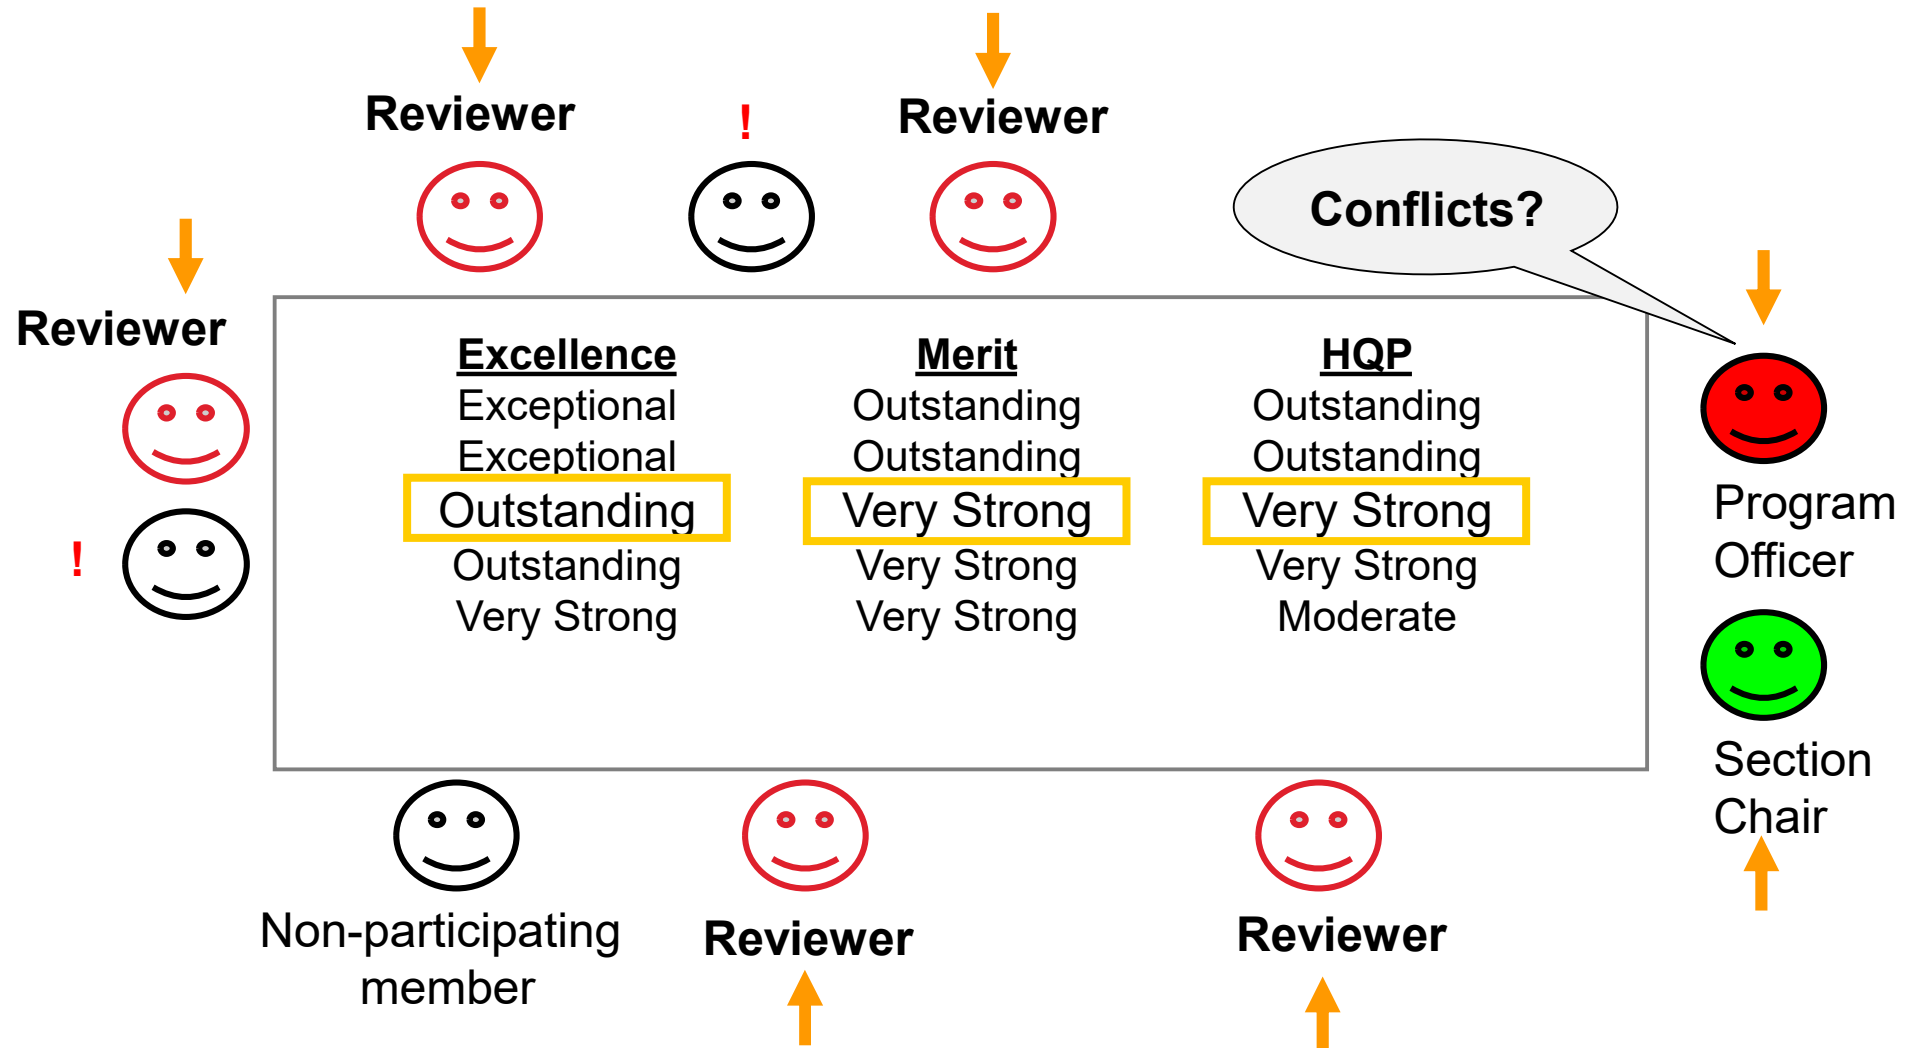 Reviewer
!
Reviewer
Conflicts?
Reviewer
Excellence
Merit
HQP
Exceptional
Outstanding
Outstanding
Exceptional
Outstanding
Outstanding
Outstanding
Very Strong
Very Strong
Outstanding
Very Strong
Very Strong
Very Strong
Very Strong
Moderate
!
Program
Officer
Section
Chair
Non-participating
member
Reviewer
Reviewer